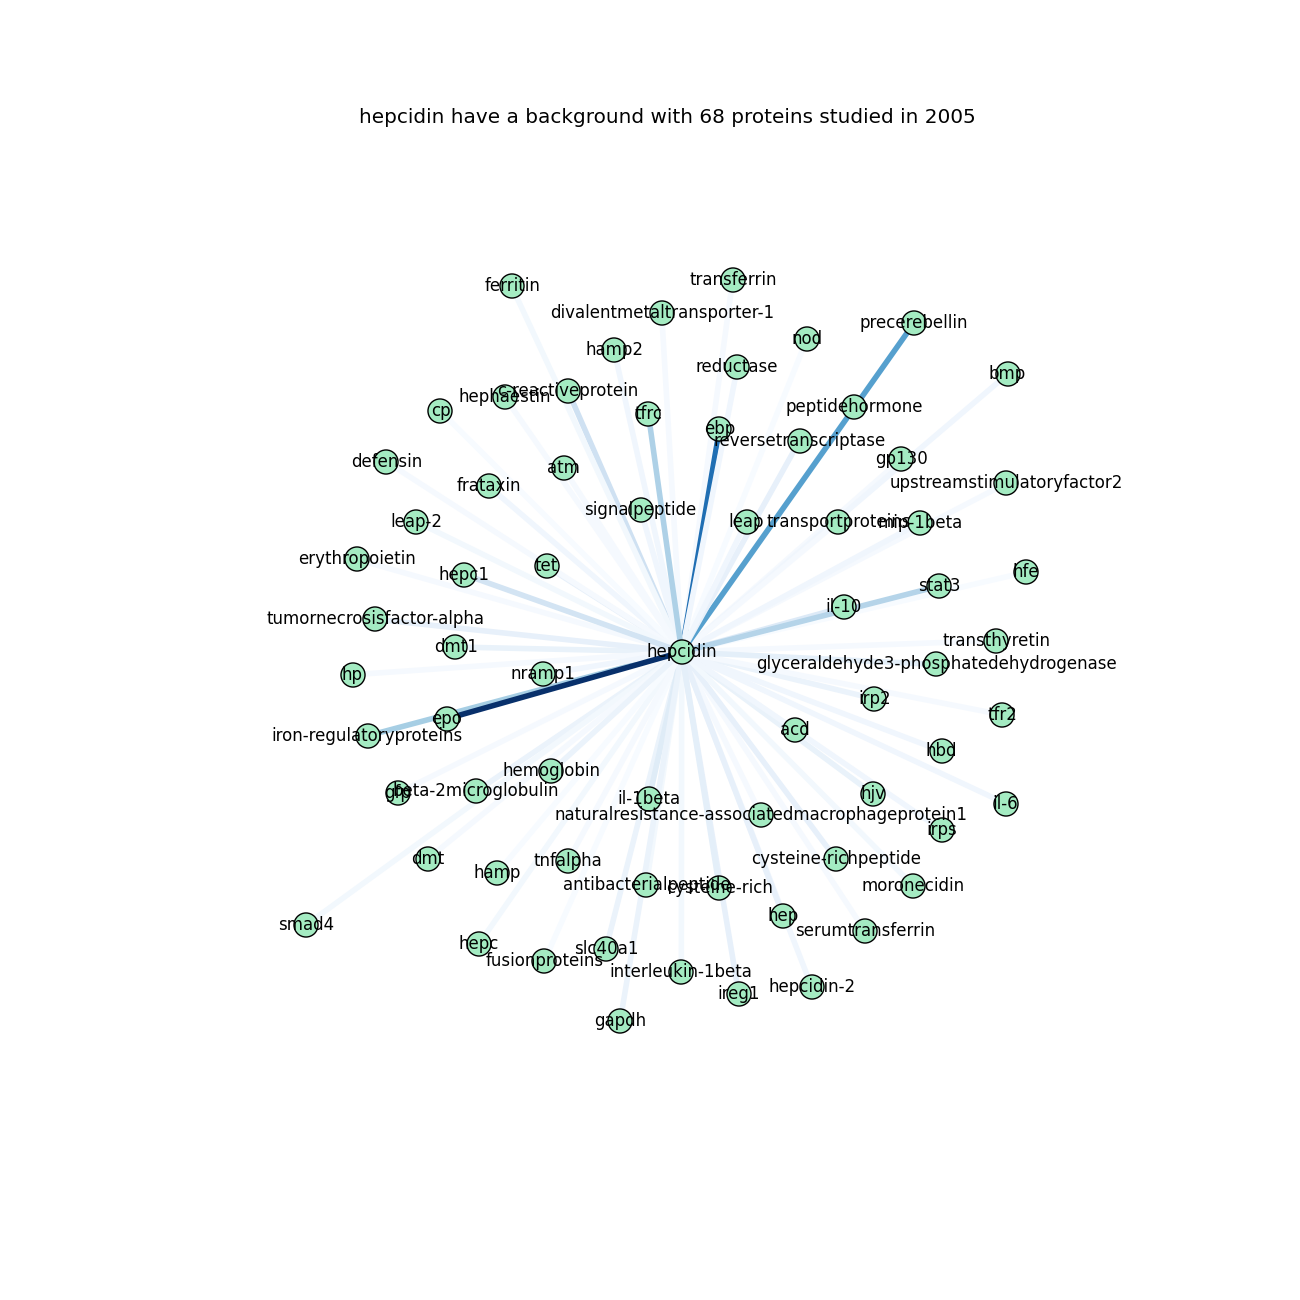 hepcidin have a background with 68 proteins studied in 2005
transferrin
ferritin
divalentmetaltransporter-1
precerebellin
nod
hamp2
reductase
bmp
c-reactiveprotein
hephaestin
peptidehormone
cp
tfrc
ebp
reversetranscriptase
gp130
defensin
atm
frataxin
upstreamstimulatoryfactor2
signalpeptide
leap-2
leap
transportproteins
mip-1beta
erythropoietin
tet
hfe
hepc1
stat3
il-10
tumornecrosisfactor-alpha
transthyretin
dmt1
hepcidin
glyceraldehyde3-phosphatedehydrogenase
hp
nramp1
irp2
tfr2
epo
acd
iron-regulatoryproteins
hbd
hemoglobin
beta-2microglobulin
hjv
il-1beta
il-6
naturalresistance-associatedmacrophageprotein1
irps
dmt
tnfalpha
cysteine-richpeptide
hamp
antibacterialpeptide
cysteine-rich
moronecidin
hep
smad4
serumtransferrin
hepc
slc40a1
fusionproteins
interleukin-1beta
hepcidin-2
ireg1
gapdh